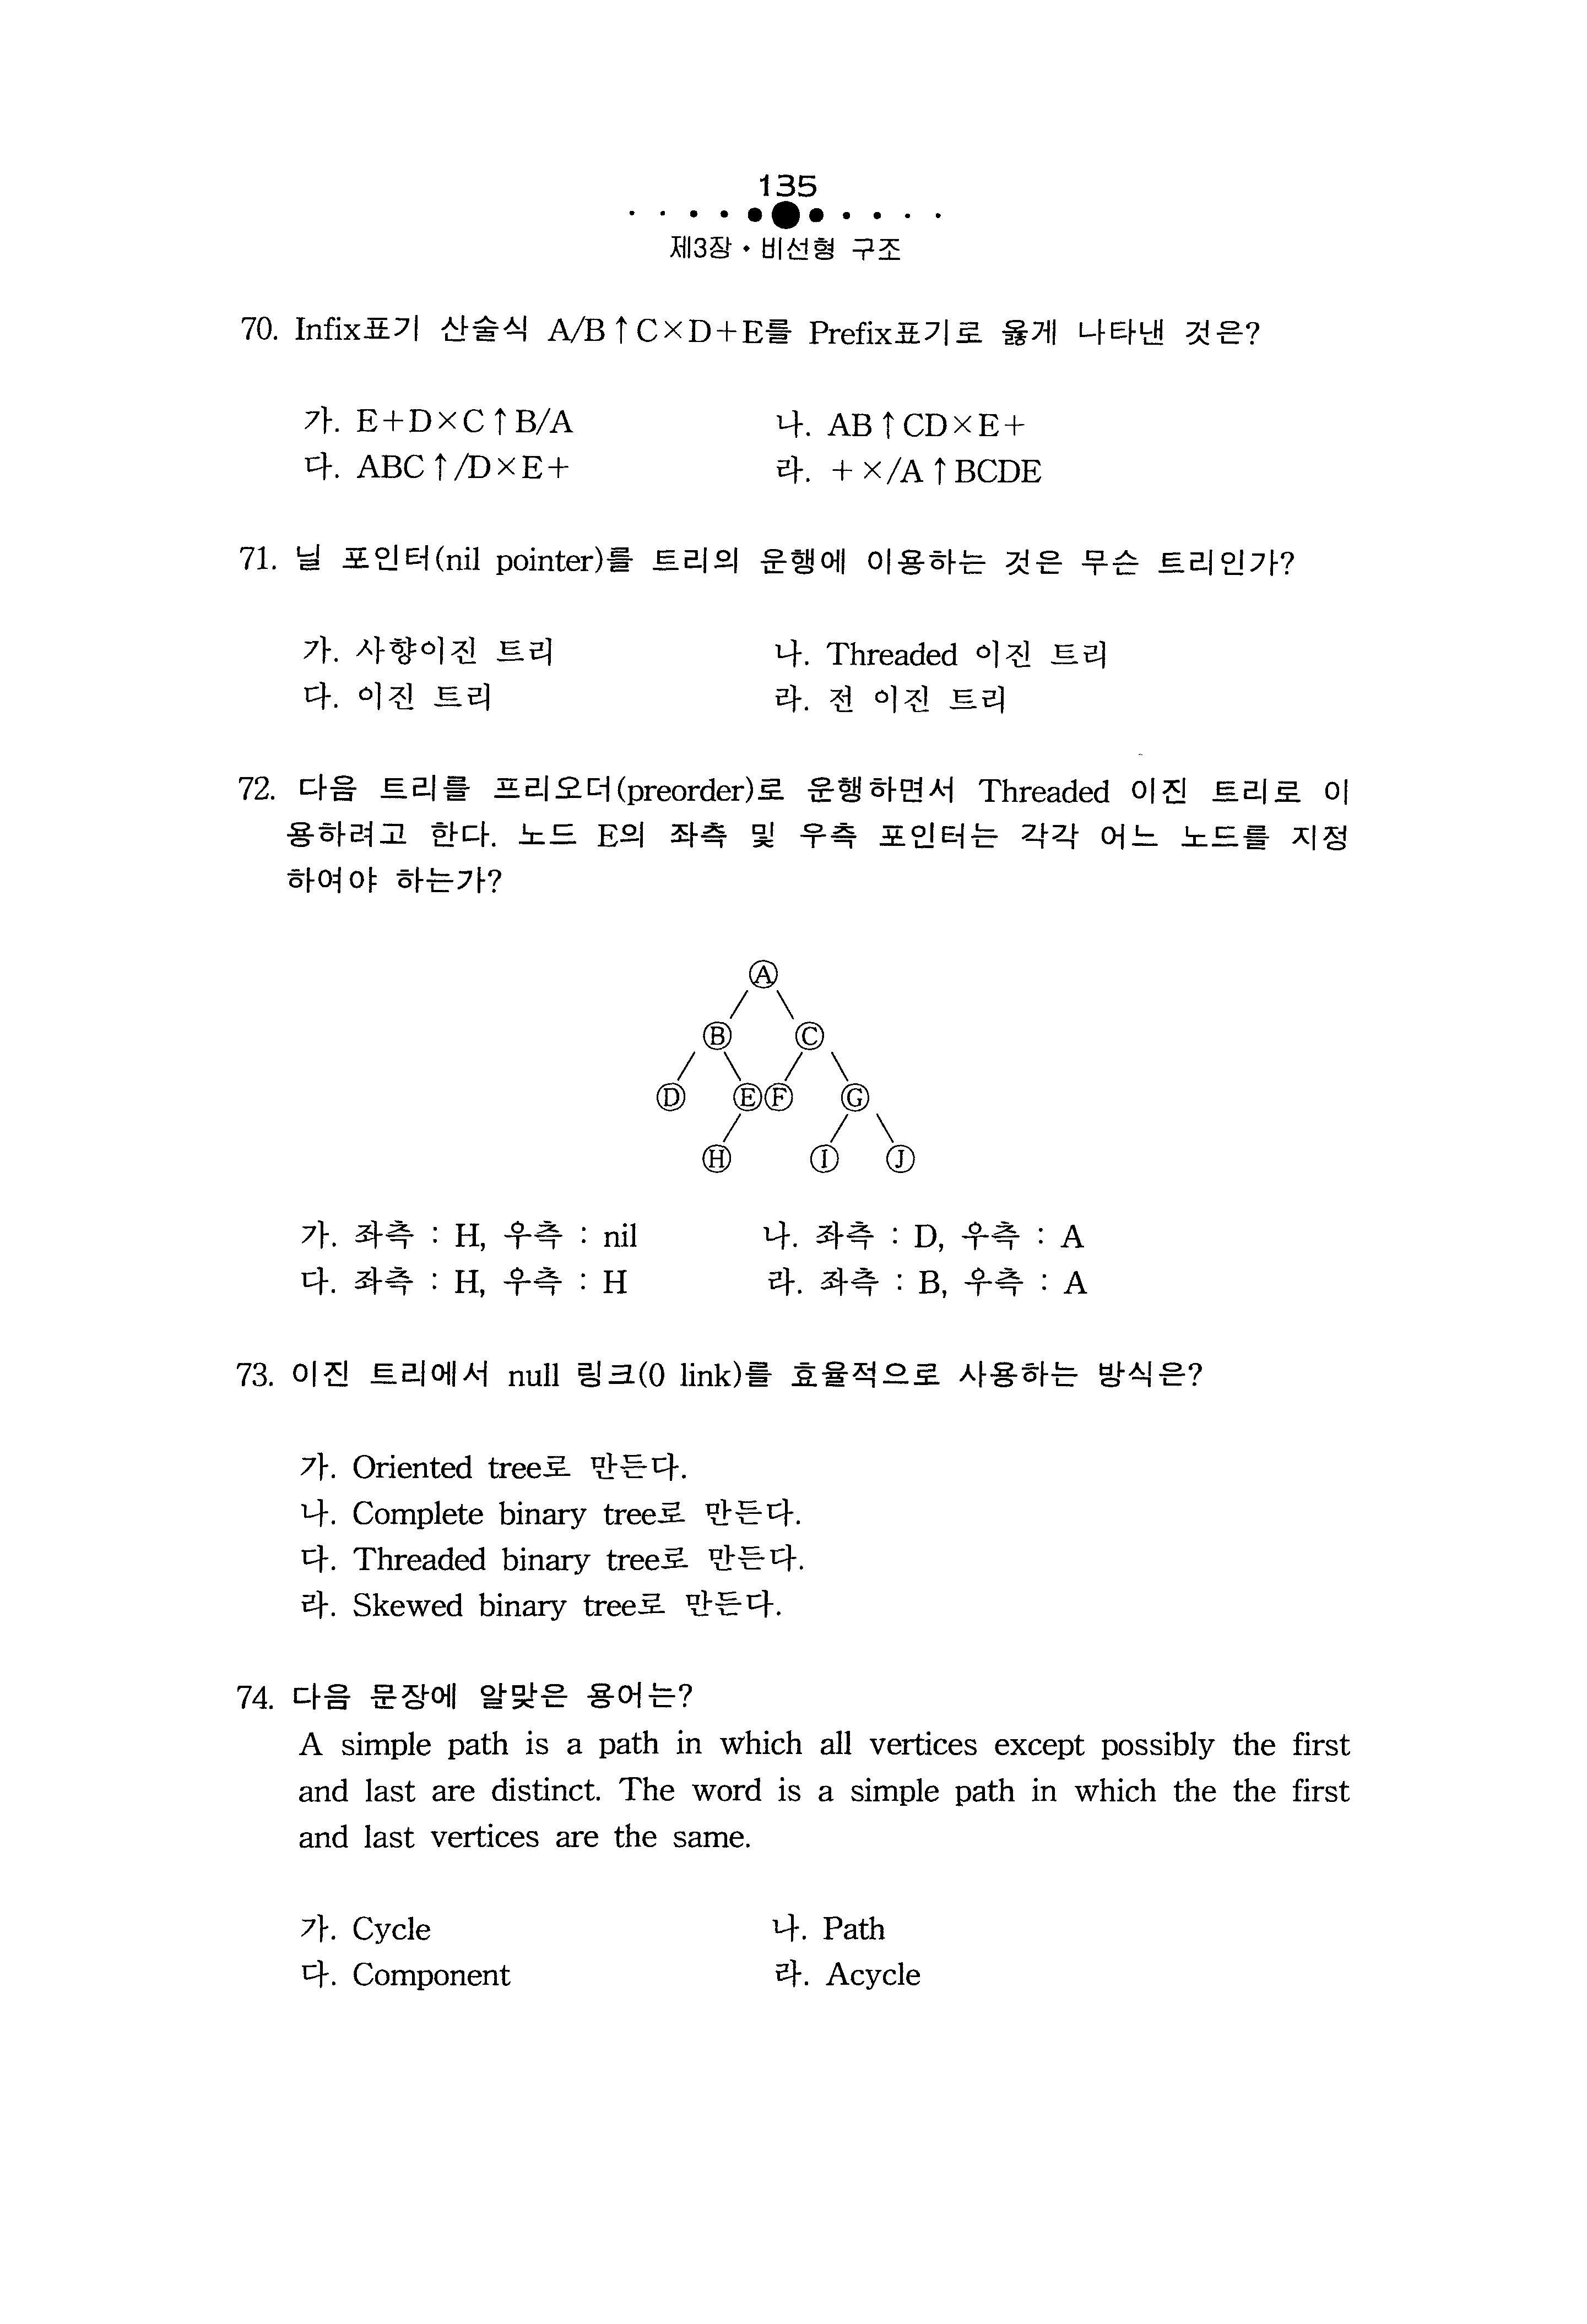 135
제3장 · 비선형 구조
70. Infix표기 산술식 A/B↑C×D+E를 Prefix표기로 옳게 나타낸 것은?
가. E+D×C↑B/A 나. AB↑CD×E+
다. ABC↑/D×E+ 라. +×/A↑BCDE
71. 닐 포인터(nil pointer)를 트리의 운행에 이용하는 것은 무슨 트리인가?
가. 사향이진 트리 나. Threaded 이진 트리
다. 이진 트리 라. 전 이진 트리
72. 다음 트리를 프리오더(preorder)로 운행하면서 Threaded 이진 트리로 이
용하려고 한다. 노드 E의 좌측 및 우측 포인터는 각각 어느 노드를 지정
하여야 하는가?
A
B C
D E F G
H I J
가. 좌측 : H, 우측 : nil 나. 좌측 : D, 우측 : A
다. 좌측 : H, 우측 : H 라. 좌측 : B, 우측 : A
73. 이진 트리에서 null 링크(0 link)를 효율적으로 사용하는 방식은?
가. Oriented tree로 만든다.
나. Complete binary tree로 만든다.
다. Threaded binary tree로 만든다.
라. Skewed binary tree로 만든다.
74. 다음 문장에 알맞은 용어는?
A simple path is a path in which all vertices except possibly the first
and last are distinct. The word is a simple path in which the the first
and last vertices are the same.
가. Cycle 나. Path
다. Component 라. Acycle